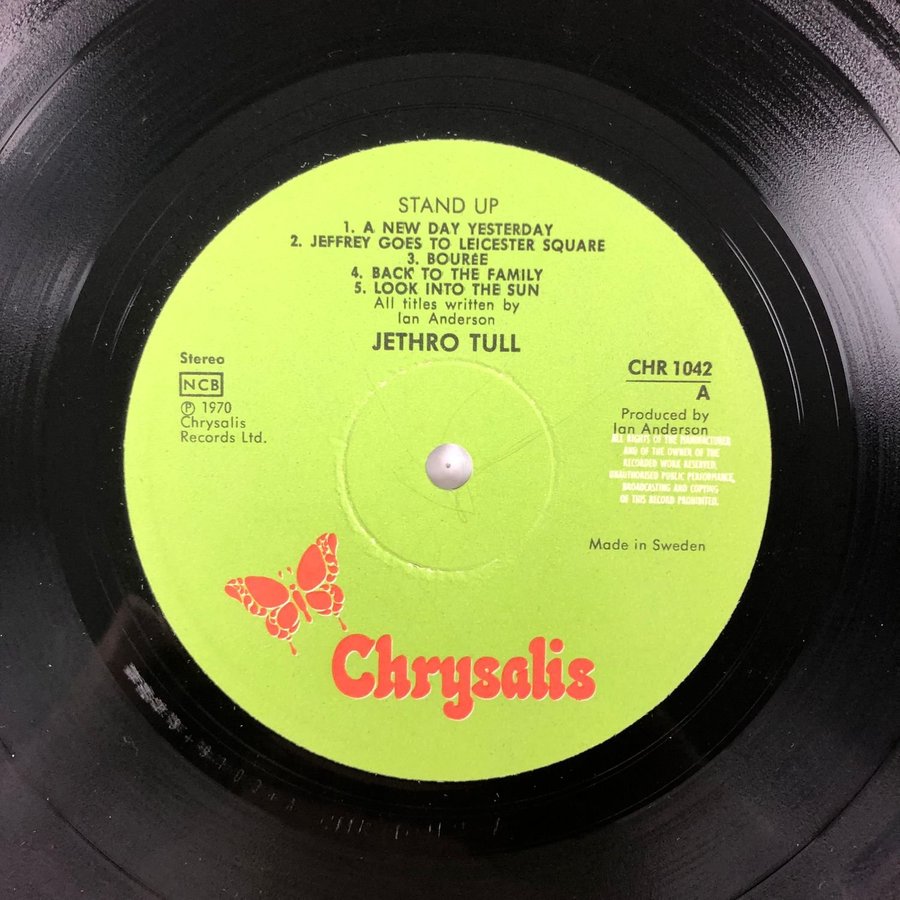 STAND UP
1. A NEW DAY YESTERDAY
2. JEFFREY GOES TO LEICESTER SQUARE
3. BOURÉE
4. BACK TO THE FAMILY
5. LOOK INTO THE SUN
All titles written by
Ian Anderson
JETHRO TULL
Stereo
NCB
Ⓟ 1970
Chrysalis
Records Ltd.
CHR 1042
A
Produced by
Ian Anderson
ALL RIGHTS OF THE MANUFACTURER
AND OF THE OWNER OF THE
RECORDED WORK RESERVED.
UNAUTHORISED PUBLIC PERFORMANCE,
BROADCASTING AND COPYING
OF THIS RECORD PROHIBITED.
Made in Sweden
Chrysalis